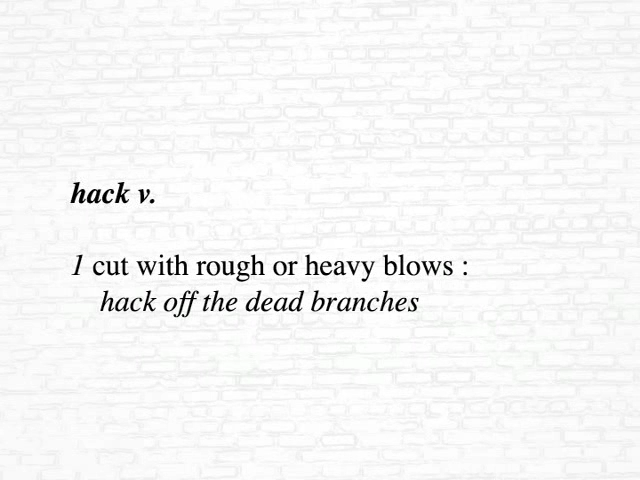 hack v.
1 cut with rough or heavy blows :
hack off the dead branches